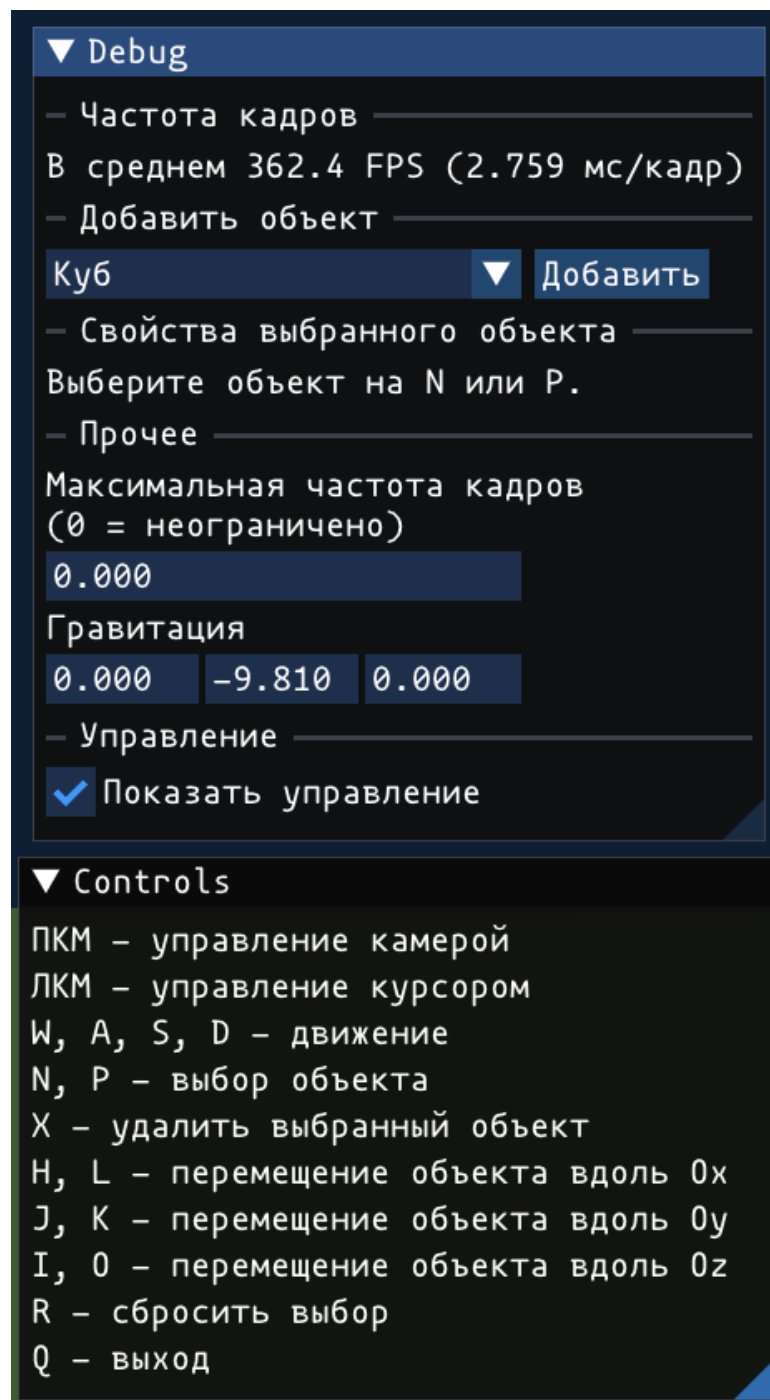 Debug
Частота кадров
В среднем 362.4 FPS (2.759 мс/кадр)
Добавить объект
Куб Добавить
Свойства выбранного объекта
Выберите объект на N или P.
Прочее
Максимальная частота кадров
(0 = неограничено)
0.000
Гравитация
0.000 -9.810 0.000
Управление
Показать управление
Controls
ПКМ – управление камерой
ЛКМ – управление курсором
W, A, S, D – движение
N, P – выбор объекта
X – удалить выбранный объект
H, L – перемещение объекта вдоль Ox
J, K – перемещение объекта вдоль Oy
I, O – перемещение объекта вдоль Oz
R – сбросить выбор
Q – выход